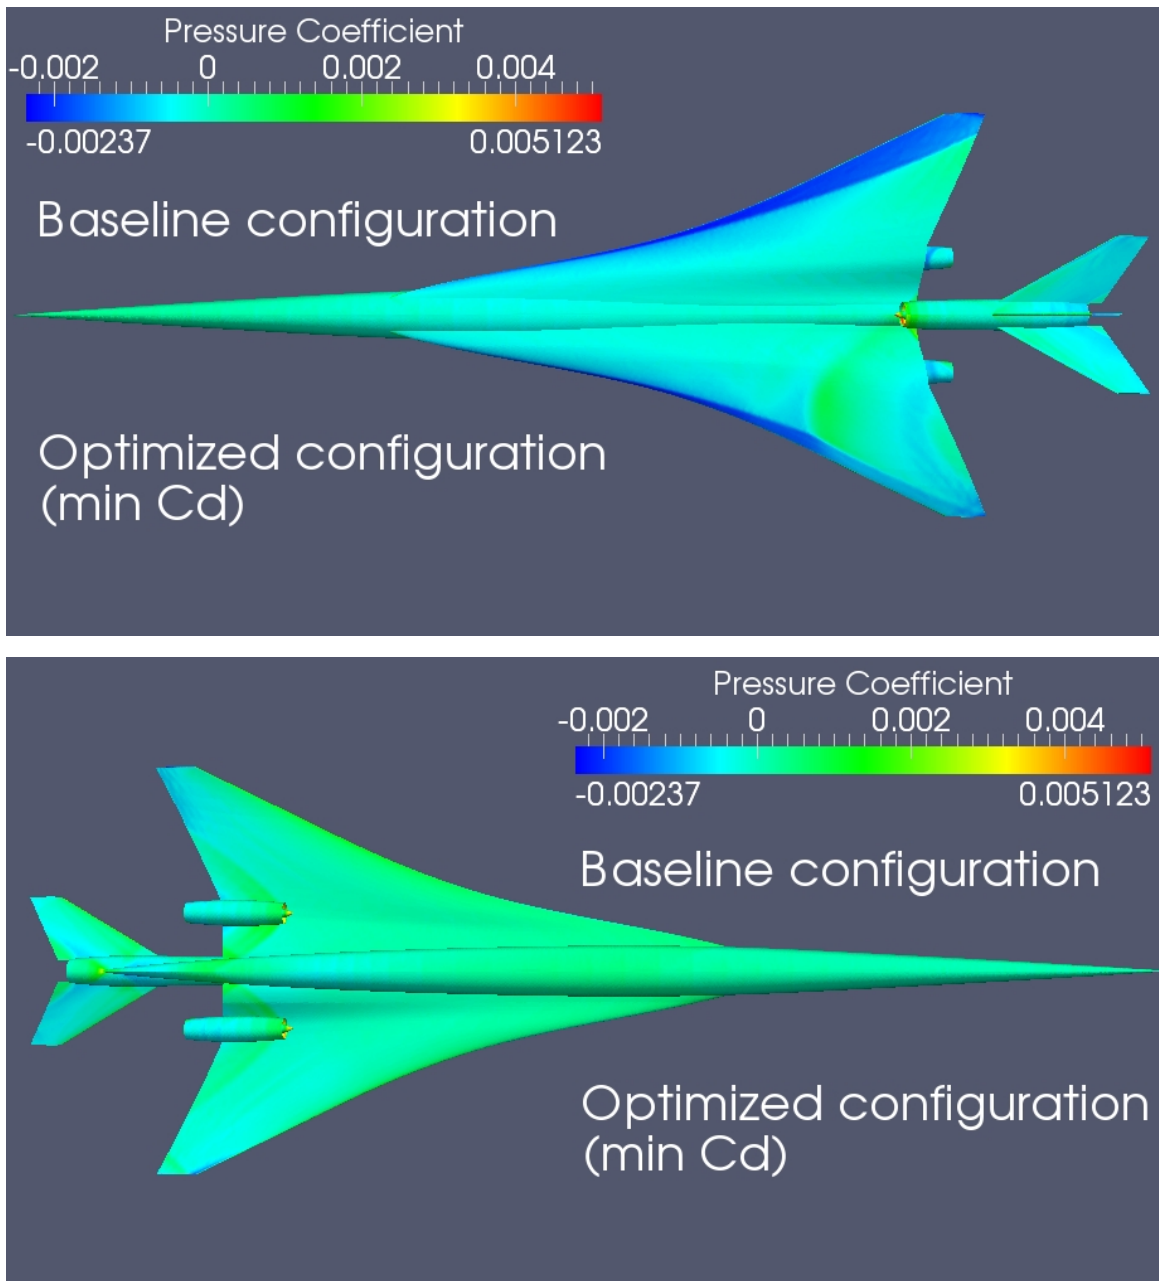 Pressure Coefficient
-0.002 0 0.002 0.004
-0.00237 0.005123
Baseline configuration
Optimized configuration
(min Cd)
Pressure Coefficient
-0.002 0 0.002 0.004
-0.00237 0.005123
Baseline configuration
Optimized configuration
(min Cd)